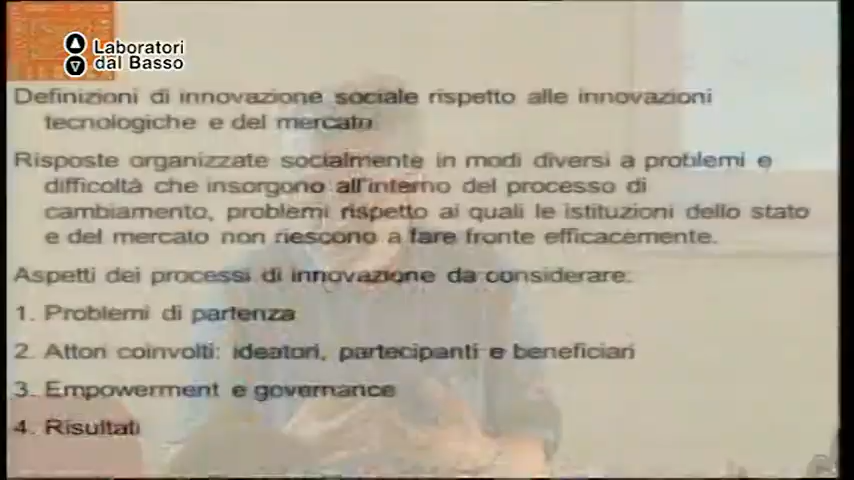 Laboratori
dal Basso
Definizioni di innovazione sociale rispetto alle innovazioni
tecnologiche e del mercato.
Risposte organizzate socialmente in modi diversi a problemi e
difficoltà che insorgono all'interno del processo di
cambiamento, problemi rispetto ai quali le istituzioni dello stato
e del mercato non riescono a fare fronte efficacemente.
Aspetti dei processi di innovazione da considerare:
1. Problemi di partenza
2. Attori coinvolti: ideatori, partecipanti e beneficiari
3. Empowerment e governance
4. Risultati